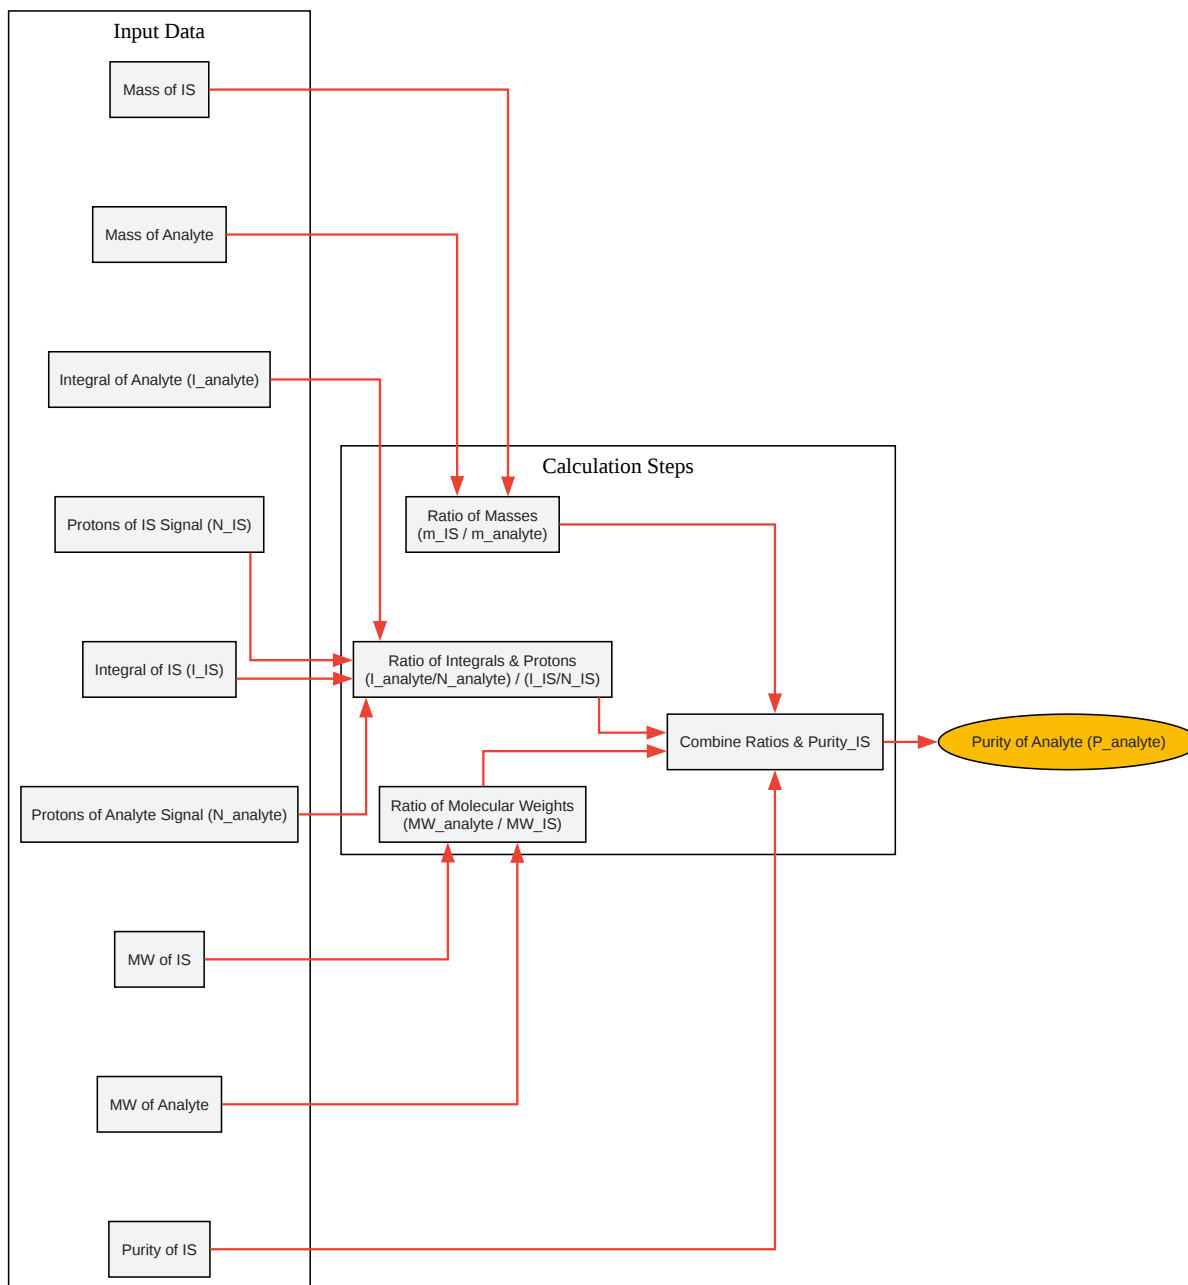 Input Data
Mass of IS
Mass of Analyte
Integral of Analyte (I_analyte)
Protons of IS Signal (N_IS)
Integral of IS (I_IS)
Protons of Analyte Signal (N_analyte)
MW of IS
MW of Analyte
Purity of IS
Calculation Steps
Ratio of Masses
(m_IS / m_analyte)
Ratio of Integrals & Protons
(I_analyte/N_analyte) / (I_IS/N_IS)
Ratio of Molecular Weights
(MW_analyte / MW_IS)
Combine Ratios & Purity_IS
Purity of Analyte (P_analyte)